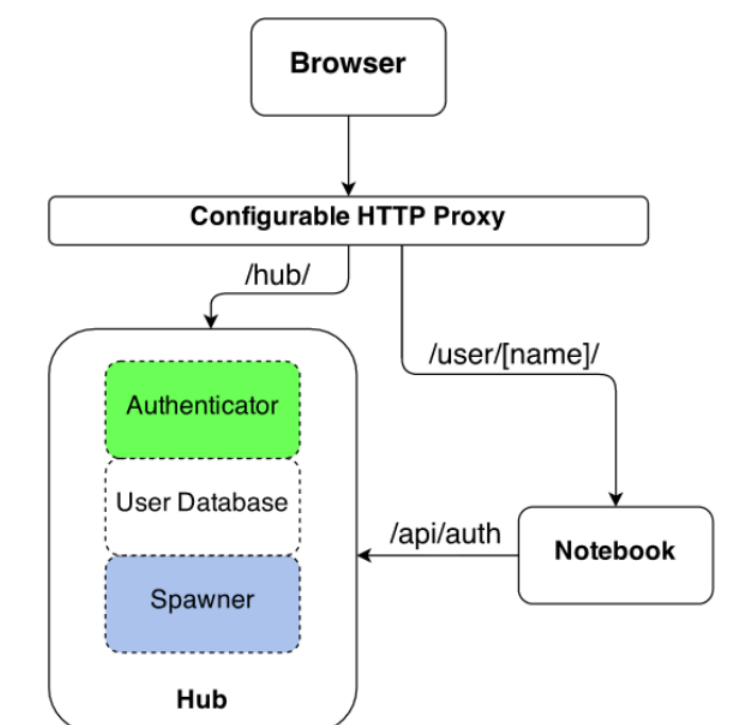 Browser
Configurable HTTP Proxy
/hub/
/user/[name]/
Authenticator
User Database
/api/auth
Notebook
Spawner
Hub